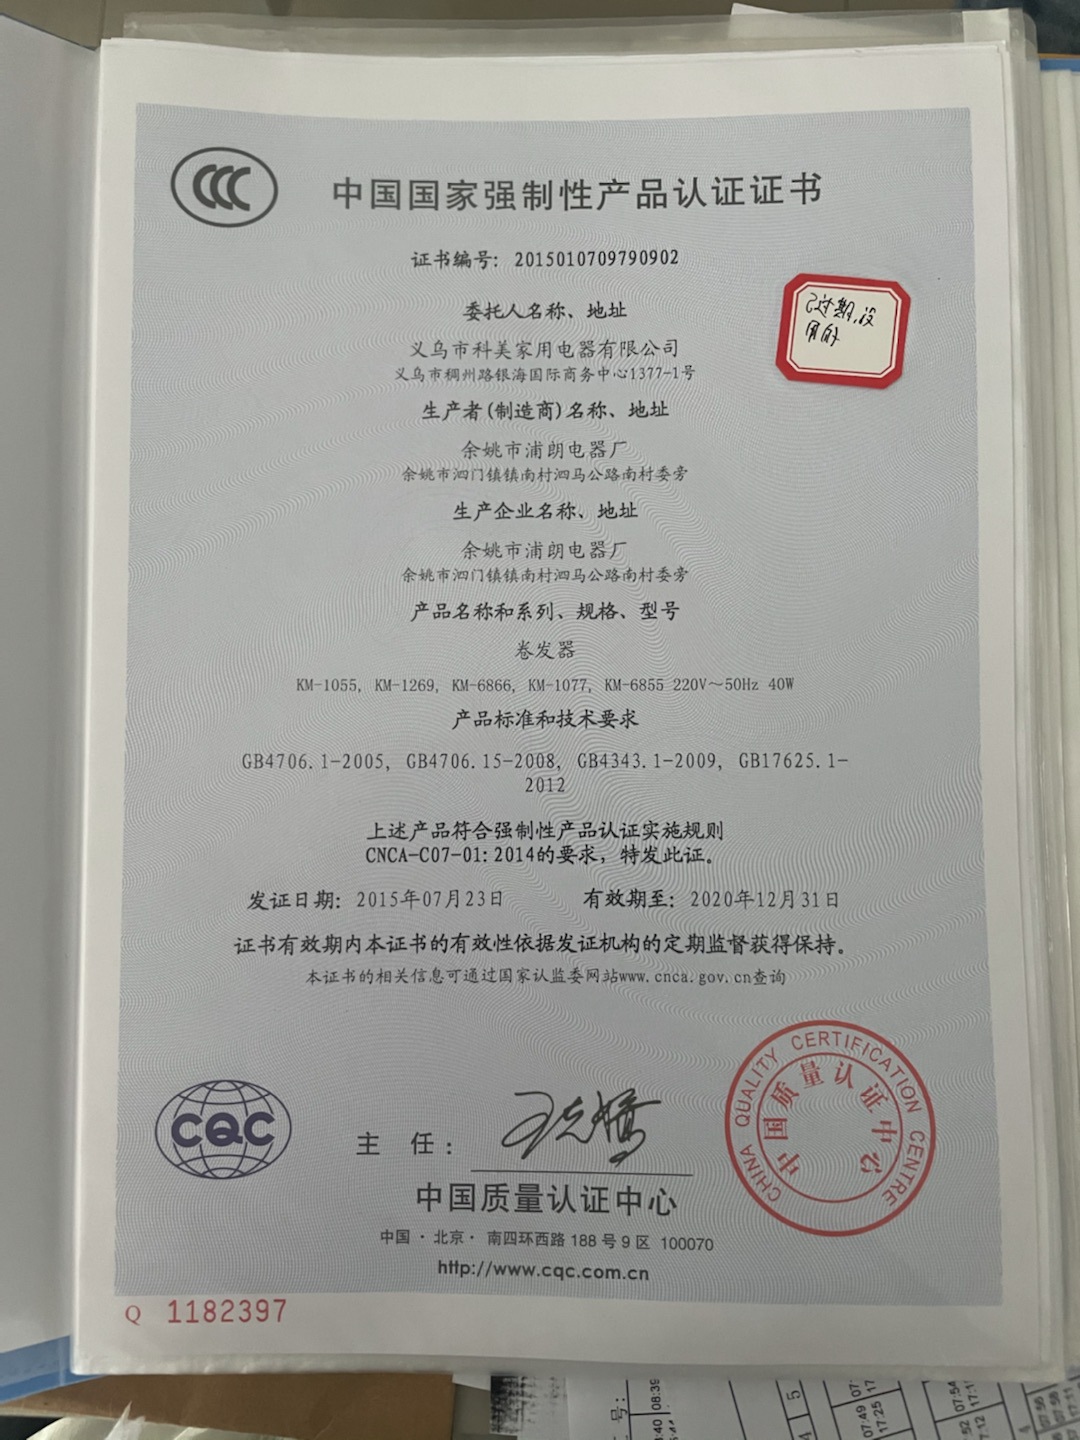 中国国家强制性产品认证证书
证书编号: 2015010709790902
委托人名称、地址
义乌市科美家用电器有限公司
义乌市稠州路银海国际商务中心1377-1号
已过期,没
用的
生产者(制造商)名称、地址
余姚市浦朗电器厂
余姚市泗门镇镇南村泗马公路南村委旁
生产企业名称、地址
余姚市浦朗电器厂
余姚市泗门镇镇南村泗马公路南村委旁
产品名称和系列、规格、型号
卷发器
KM-1055, KM-1269, KM-6866, KM-1077, KM-6855 220V～50Hz 40W
产品标准和技术要求
GB4706.1-2005, GB4706.15-2008, GB4343.1-2009, GB17625.1-
2012
上述产品符合强制性产品认证实施规则
CNCA-C07-01:2014的要求，特发此证。
发证日期: 2015年07月23日 有效期至: 2020年12月31日
证书有效期内本证书的有效性依据发证机构的定期监督获得保持。
本证书的相关信息可通过国家认监委网站www.cnca.gov.cn查询
CQC
主 任:
CHINA QUALITY CERTIFICATION CENTRE
中国质量认证中心
中国质量认证中心
中国·北京· 南四环西路 188 号 9 区 100070
http://www.cqc.com.cn
Q 1182397